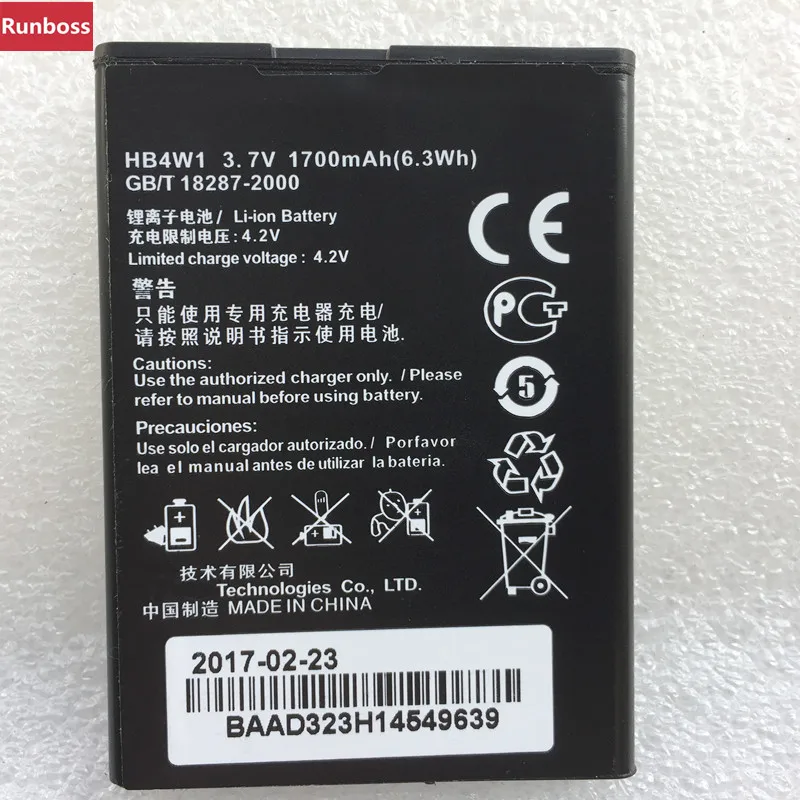 Runboss
HB4W1 3.7V 1700mAh(6.3Wh)
GB/T 18287-2000
锂离子电池/ Li-ion Battery
充电限制电压:4.2V
Limited charge voltage : 4.2V
警告
只能使用专用充电器充电/
请按照说明书指示使用电池.
Cautions:
Use the authorized charger only. / Please
refer to manual before using battery.
Precauciones:
Use solo el cargador autorizado. / Porfavor
lea el manual antes de utilizar la bateria.
CE
PCT
5
技术有限公司
Technologies Co., LTD.
中国制造 MADE IN CHINA
2017-02-23
BAAD323H14549639